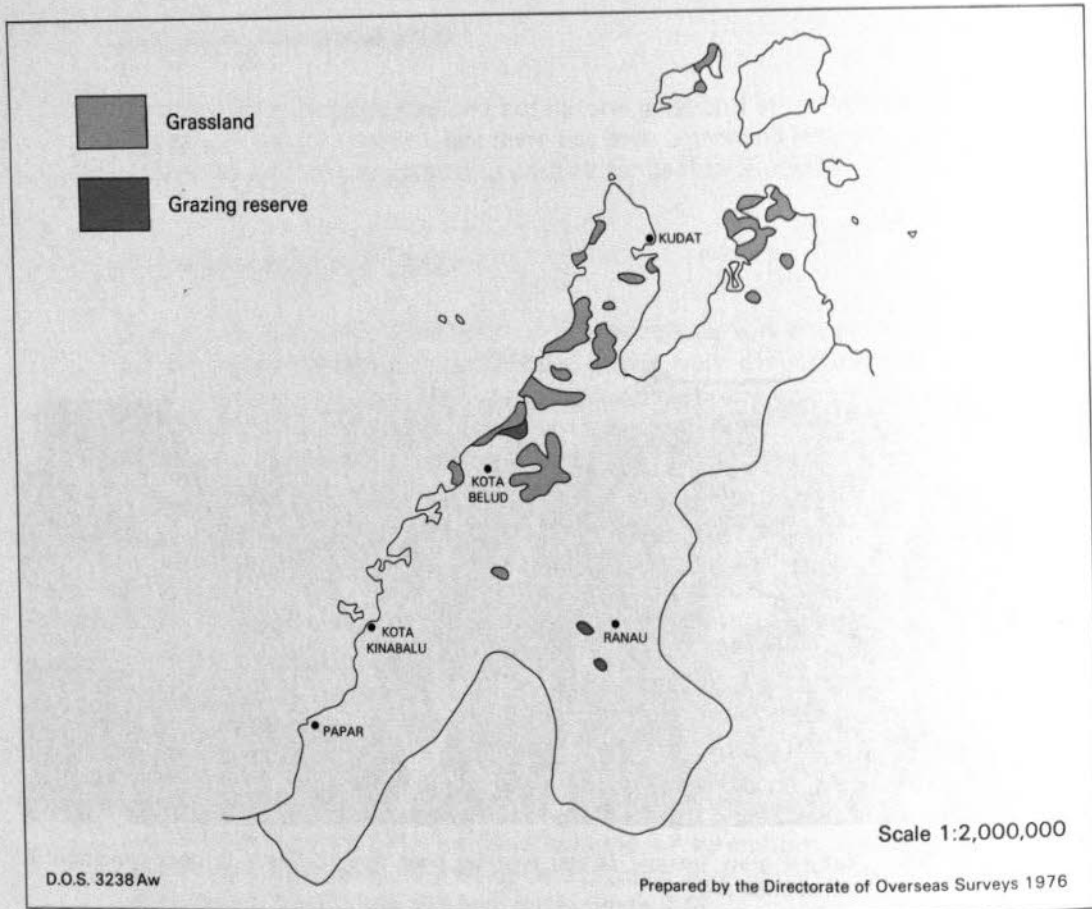 Grassland
Grazing reserve
KUDAT
KOTA
BELUD
KOTA
KINABALU
RANAU
PAPAR
Scale 1:2,000,000
D.O.S. 3238 Aw
Prepared by the Directorate of Overseas Surveys 1976